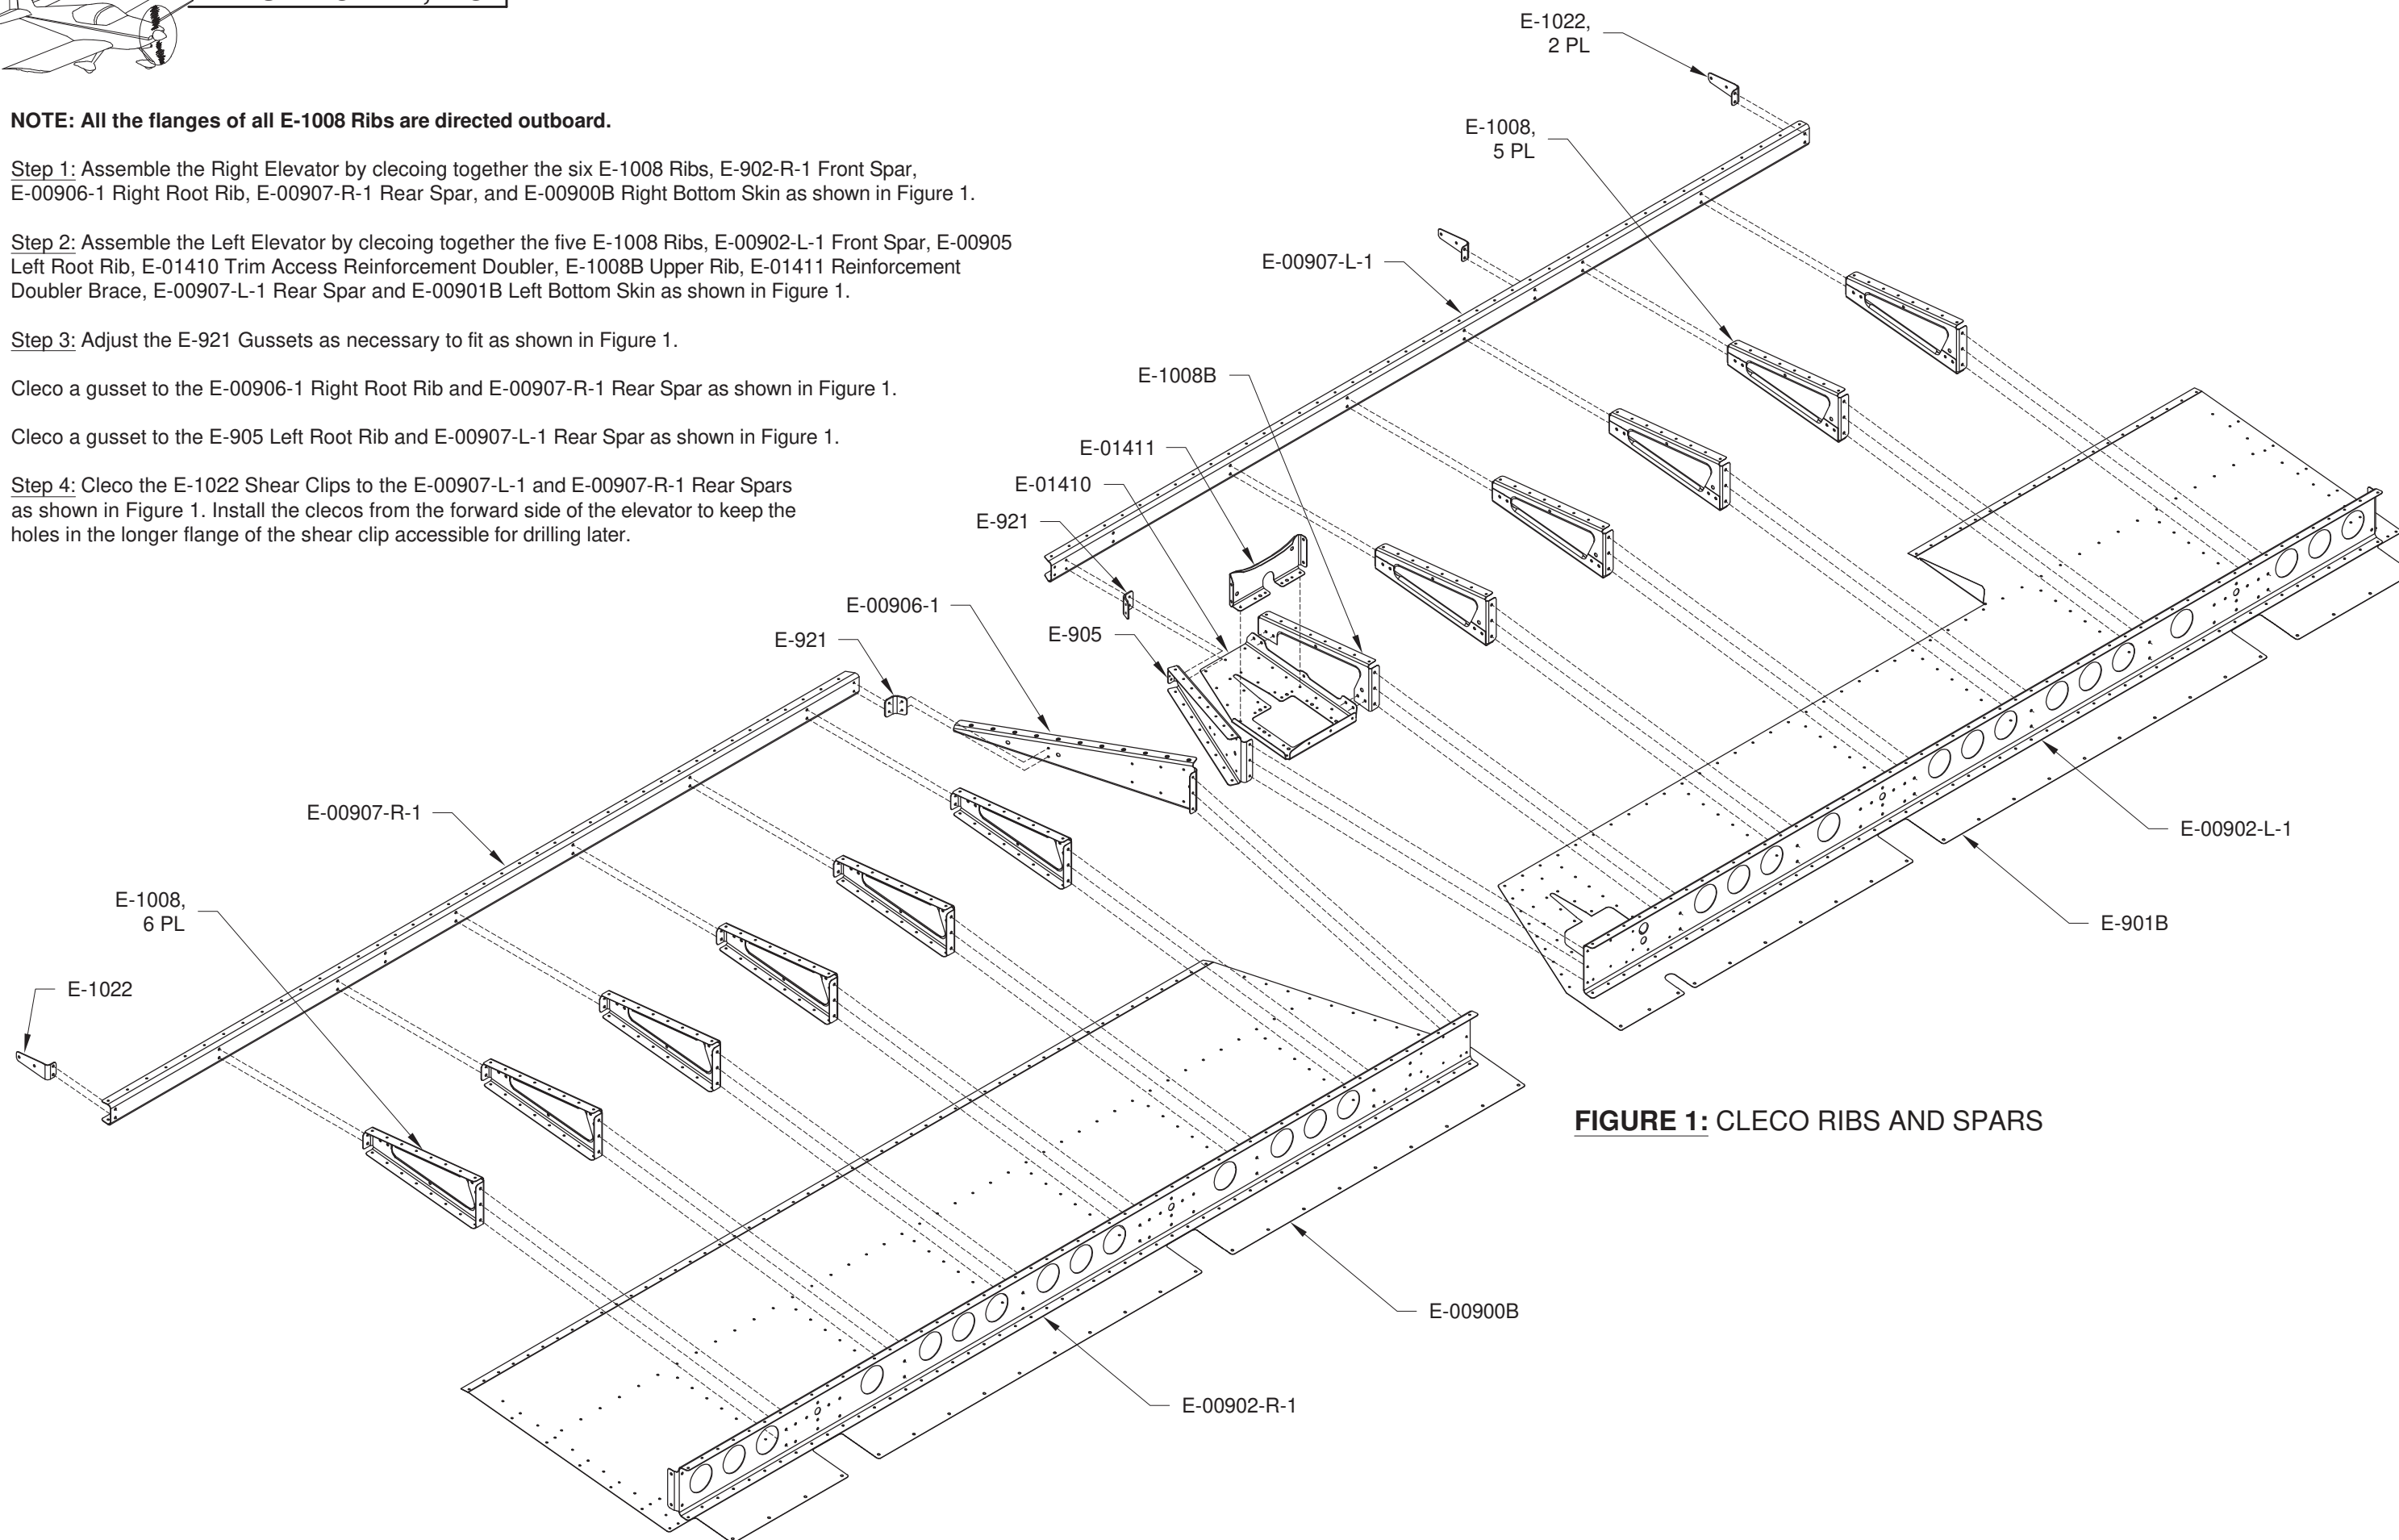 NOTE: All the flanges of all E-1008 Ribs are directed outboard.
Step 1: Assemble the Right Elevator by clecoing together the six E-1008 Ribs, E-902-R-1 Front Spar,
E-00906-1 Right Root Rib, E-00907-R-1 Rear Spar, and E-00900B Right Bottom Skin as shown in Figure 1.
Step 2: Assemble the Left Elevator by clecoing together the five E-1008 Ribs, E-00902-L-1 Front Spar, E-00905
Left Root Rib, E-01410 Trim Access Reinforcement Doubler, E-1008B Upper Rib, E-01411 Reinforcement
Doubler Brace, E-00907-L-1 Rear Spar and E-00901B Left Bottom Skin as shown in Figure 1.
Step 3: Adjust the E-921 Gussets as necessary to fit as shown in Figure 1.
Cleco a gusset to the E-00906-1 Right Root Rib and E-00907-R-1 Rear Spar as shown in Figure 1.
Cleco a gusset to the E-905 Left Root Rib and E-00907-L-1 Rear Spar as shown in Figure 1.
Step 4: Cleco the E-1022 Shear Clips to the E-00907-L-1 and E-00907-R-1 Rear Spars
as shown in Figure 1. Install the clecos from the forward side of the elevator to keep the
holes in the longer flange of the shear clip accessible for drilling later.
E-1022,
2 PL
E-1008,
5 PL
E-00907-L-1
E-1008B
E-01411
E-01410
E-921
E-00906-1
E-905
E-921
E-00907-R-1
E-1008,
6 PL
E-1022
E-00902-L-1
E-901B
FIGURE 1: CLECO RIBS AND SPARS
E-00900B
E-00902-R-1